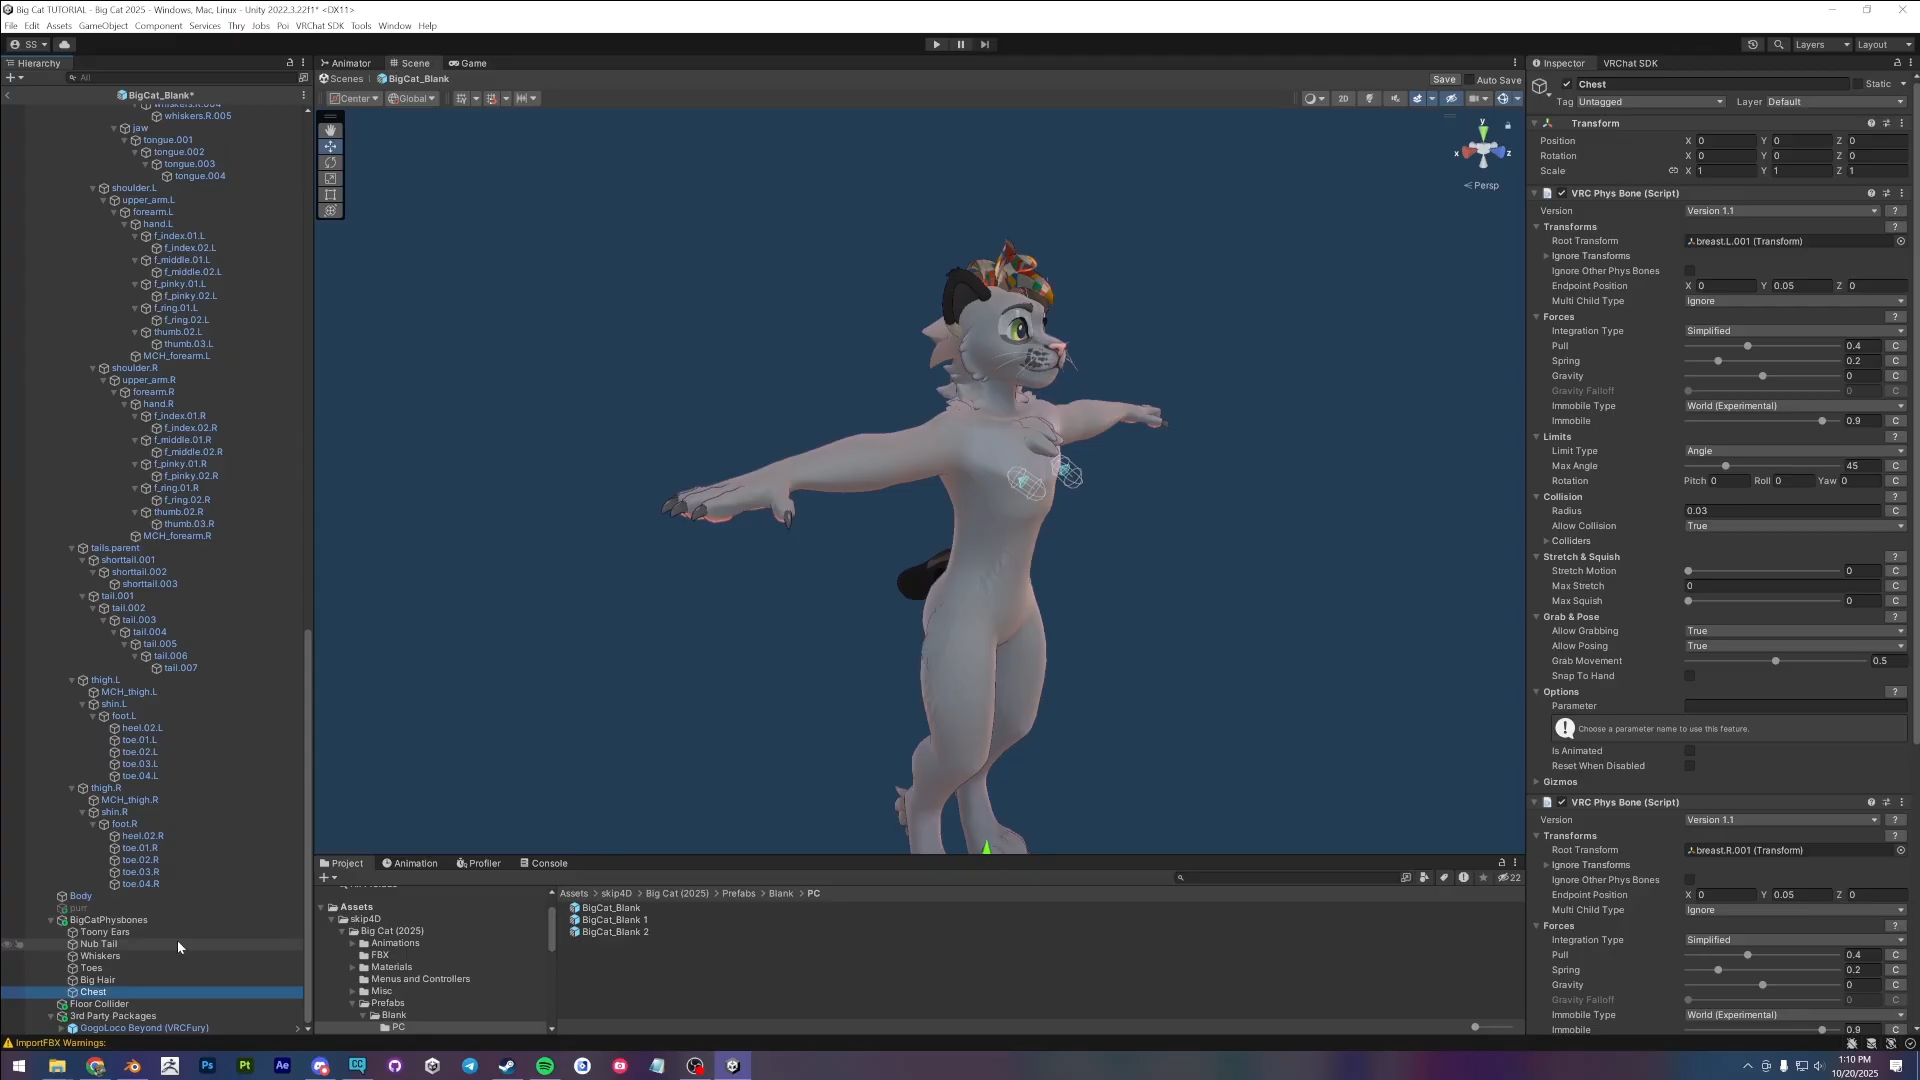 Big Cat TUTORIAL - Big Cat 2025 - Windows, Mac, Linux - Unity 2022.3.22f1* <DX11>
File Edit Assets GameObject Component Services Thry Jobs Poi VRChat SDK Tools Window Help
SS
Layers Layout
Hierarchy
All
BigCat_Blank*
whiskers.R.004
whiskers.R.005
jaw
tongue.001
tongue.002
tongue.003
tongue.004
shoulder.L
upper_arm.L
forearm.L
hand.L
f_index.01.L
f_index.02.L
f_middle.01.L
f_middle.02.L
f_pinky.01.L
f_pinky.02.L
f_ring.01.L
f_ring.02.L
thumb.02.L
thumb.03.L
MCH_forearm.L
shoulder.R
upper_arm.R
forearm.R
hand.R
f_index.01.R
f_index.02.R
f_middle.01.R
f_middle.02.R
f_pinky.01.R
f_pinky.02.R
f_ring.01.R
f_ring.02.R
thumb.02.R
thumb.03.R
MCH_forearm.R
tails.parent
shorttail.001
shorttail.002
shorttail.003
tail.001
tail.002
tail.003
tail.004
tail.005
tail.006
tail.007
thigh.L
MCH_thigh.L
shin.L
foot.L
heel.02.L
toe.01.L
toe.02.L
toe.03.L
toe.04.L
thigh.R
MCH_thigh.R
shin.R
foot.R
heel.02.R
toe.01.R
toe.02.R
toe.03.R
toe.04.R
Body
purr
BigCatPhysbones
Toony Ears
Nub Tail
Whiskers
Toes
Big Hair
Chest
Floor Collider
3rd Party Packages
GogoLoco Beyond (VRCFury)
ImportFBX Warnings:
Animator Scene Game
Scenes BigCat_Blank
Save Auto Save
Center Global
2D
y
x z
Persp
Project Animation Profiler Console
22
Assets
skip4D
Big Cat (2025)
Animations
FBX
Materials
Menus and Controllers
Misc
Prefabs
Blank
PC
Assets > skip4D > Big Cat (2025) > Prefabs > Blank > PC
BigCat_Blank
BigCat_Blank 1
BigCat_Blank 2
Inspector VRChat SDK
Chest Static
Tag Untagged Layer Default
Transform
Position X 0 Y 0 Z 0
Rotation X 0 Y 0 Z 0
Scale X 1 Y 1 Z 1
VRC Phys Bone (Script)
Version Version 1.1 ?
Transforms ?
Root Transform breast.L.001 (Transform)
Ignore Transforms
Ignore Other Phys Bones
Endpoint Position X 0 Y 0.05 Z 0
Multi Child Type Ignore
Forces ?
Integration Type Simplified
Pull 0.4 C
Spring 0.2 C
Gravity 0 C
Gravity Falloff 0 C
Immobile Type World (Experimental)
Immobile 0.9 C
Limits ?
Limit Type Angle
Max Angle 45 C
Rotation Pitch 0 Roll 0 Yaw 0 C
Collision ?
Radius 0.03 C
Allow Collision True
Colliders
Stretch & Squish ?
Stretch Motion 0 C
Max Stretch 0 C
Max Squish 0 C
Grab & Pose ?
Allow Grabbing True
Allow Posing True
Grab Movement 0.5
Snap To Hand
Options ?
Parameter
Choose a parameter name to use this feature.
Is Animated
Reset When Disabled
Gizmos
VRC Phys Bone (Script)
Version Version 1.1 ?
Transforms ?
Root Transform breast.R.001 (Transform)
Ignore Transforms
Ignore Other Phys Bones
Endpoint Position X 0 Y 0.05 Z 0
Multi Child Type Ignore
Forces ?
Integration Type Simplified
Pull 0.4 C
Spring 0.2 C
Gravity 0 C
Gravity Falloff 0 C
Immobile Type World (Experimental)
Immobile 0.9 C
Ps Pt Ae CC
1:10 PM
10/20/2025